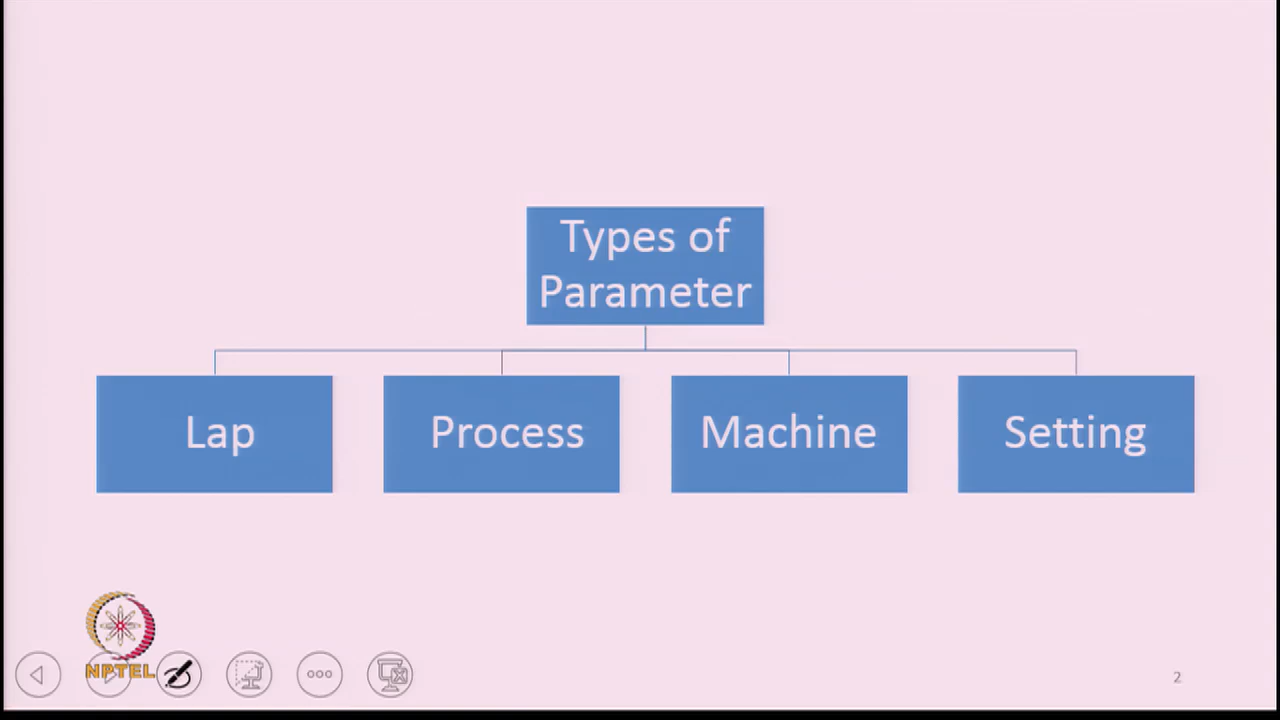 Types of
Parameter
Lap
Process
Machine
Setting
NPTEL
2